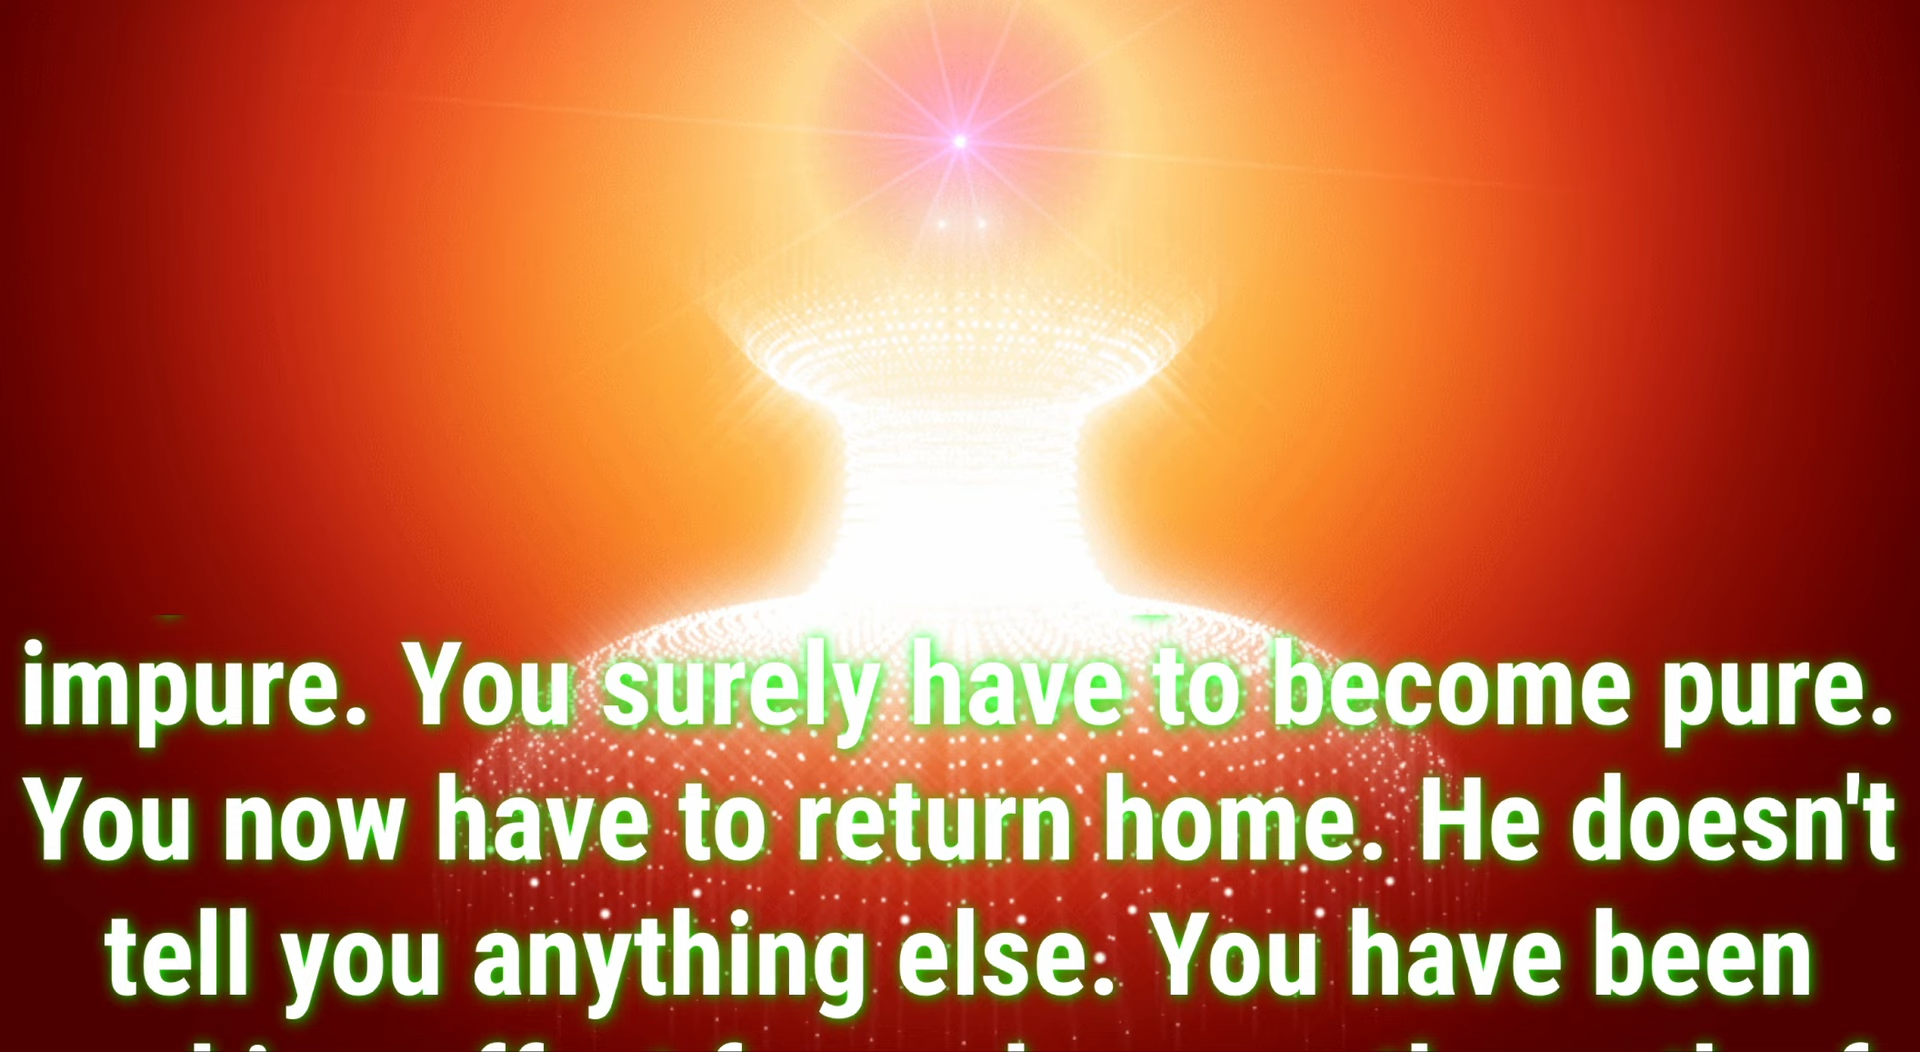 impure. You surely have to become pure.
You now have to return home. He doesn't
tell you anything else. You have been